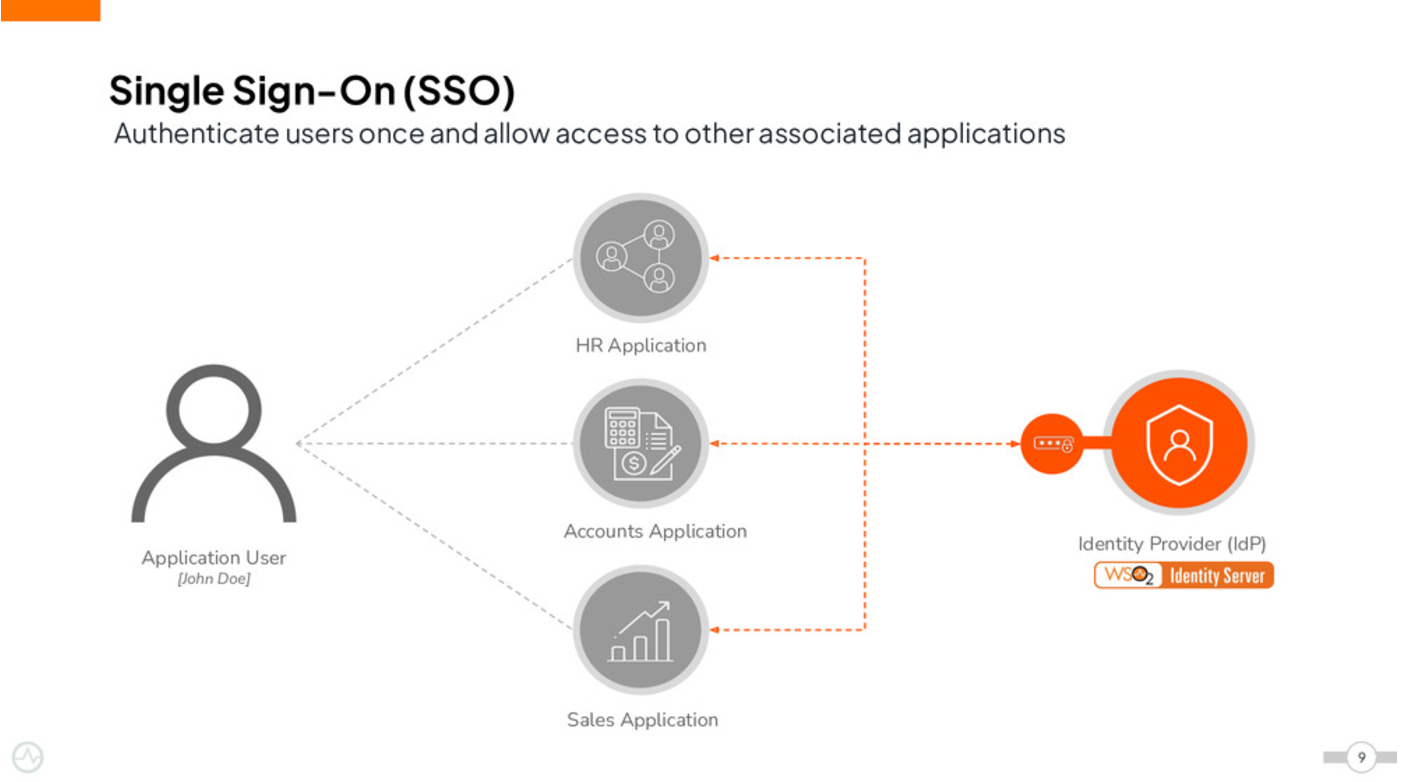 Single Sign-On (SSO)
Authenticate users once and allow access to other associated applications
HR Application
Accounts Application
Sales Application
Application User
[John Doe]
Identity Provider (IdP)
WSO2 Identity Server
9